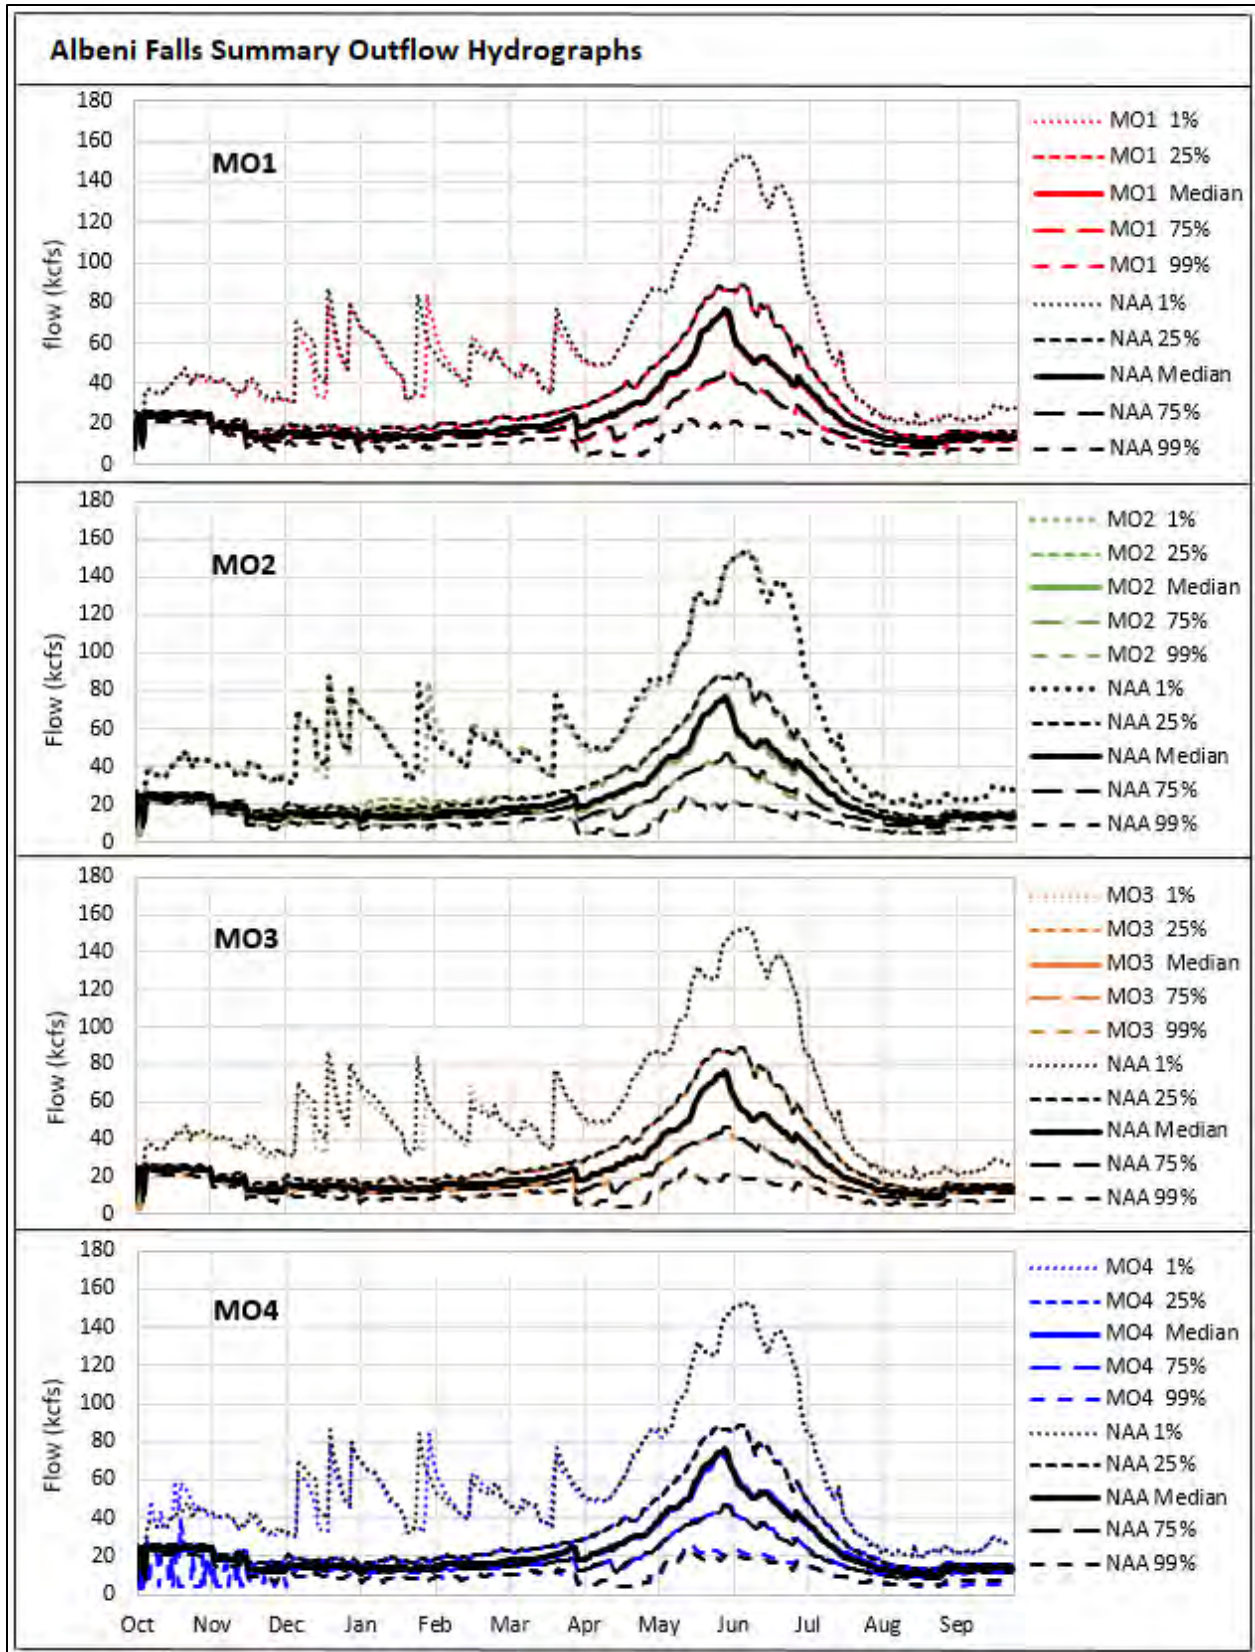 Albeni Falls Summary Outflow Hydrographs
180
160
140
120
100
80
60
40
20
0
flow (kcfs)
MO1
MO1 1%
MO1 25%
MO1 Median
MO1 75%
MO1 99%
NAA 1%
NAA 25%
NAA Median
NAA 75%
NAA 99%
180
160
140
120
100
80
60
40
20
0
Flow (kcfs)
MO2
MO2 1%
MO2 25%
MO2 Median
MO2 75%
MO2 99%
NAA 1%
NAA 25%
NAA Median
NAA 75%
NAA 99%
180
160
140
120
100
80
60
40
20
0
Flow (kcfs)
MO3
MO3 1%
MO3 25%
MO3 Median
MO3 75%
MO3 99%
NAA 1%
NAA 25%
NAA Median
NAA 75%
NAA 99%
180
160
140
120
100
80
60
40
20
0
Flow (kcfs)
MO4
MO4 1%
MO4 25%
MO4 Median
MO4 75%
MO4 99%
NAA 1%
NAA 25%
NAA Median
NAA 75%
NAA 99%
Oct Nov Dec Jan Feb Mar Apr May Jun Jul Aug Sep